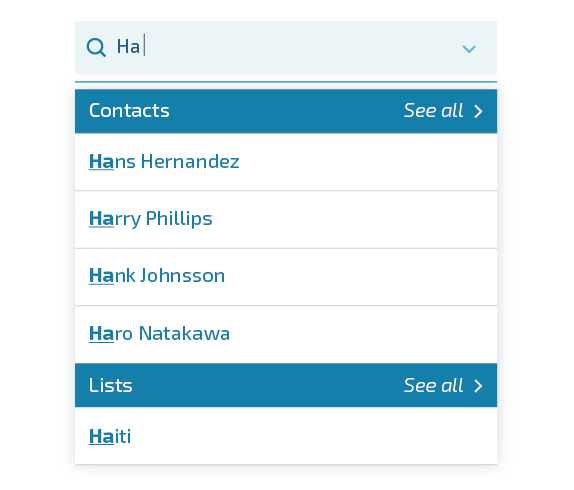 Ha
Contacts See all
Hans Hernandez
Harry Phillips
Hank Johnsson
Haro Natakawa
Lists See all
Haiti